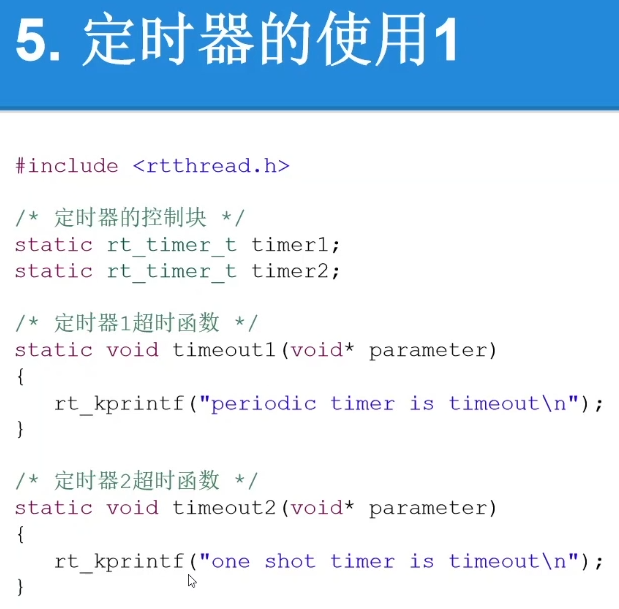 5. 定时器的使用1
#include <rtthread.h>
/* 定时器的控制块 */
static rt_timer_t timer1;
static rt_timer_t timer2;
/* 定时器1超时函数 */
static void timeout1(void* parameter)
{
rt_kprintf("periodic timer is timeout\n");
}
/* 定时器2超时函数 */
static void timeout2(void* parameter)
{
rt_kprintf("one shot timer is timeout\n");
}